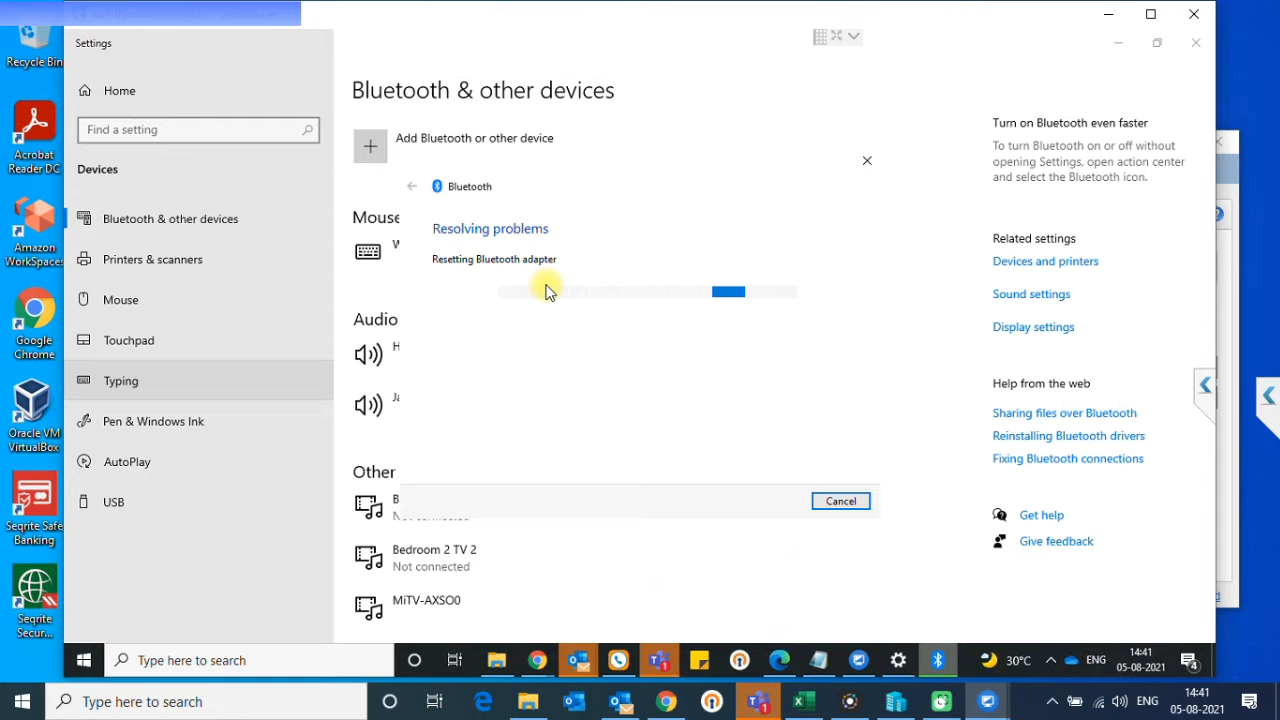 Recycle Bin
Acrobat
Reader DC
Amazon
WorkSpaces
Google
Chrome
Oracle VM
VirtualBox
Seqrite Safe
Banking
Seqrite
Secur...
Settings
Home
Find a setting
Devices
Bluetooth & other devices
Printers & scanners
Mouse
Touchpad
Typing
Pen & Windows Ink
AutoPlay
USB
Bluetooth & other devices
Add Bluetooth or other device
Bluetooth
Resolving problems
Resetting Bluetooth adapter
Cancel
Mouse
W
Audio
H
Ja
Other
B
Not connected
Bedroom 2 TV 2
Not connected
MiTV-AXSO0
Turn on Bluetooth even faster
To turn Bluetooth on or off without
opening Settings, open action center
and select the Bluetooth icon.
Related settings
Devices and printers
Sound settings
Display settings
Help from the web
Sharing files over Bluetooth
Reinstalling Bluetooth drivers
Fixing Bluetooth connections
Get help
Give feedback
Type here to search
30°C
ENG
14:41
05-08-2021
4
Type here to search
ENG
14:41
05-08-2021